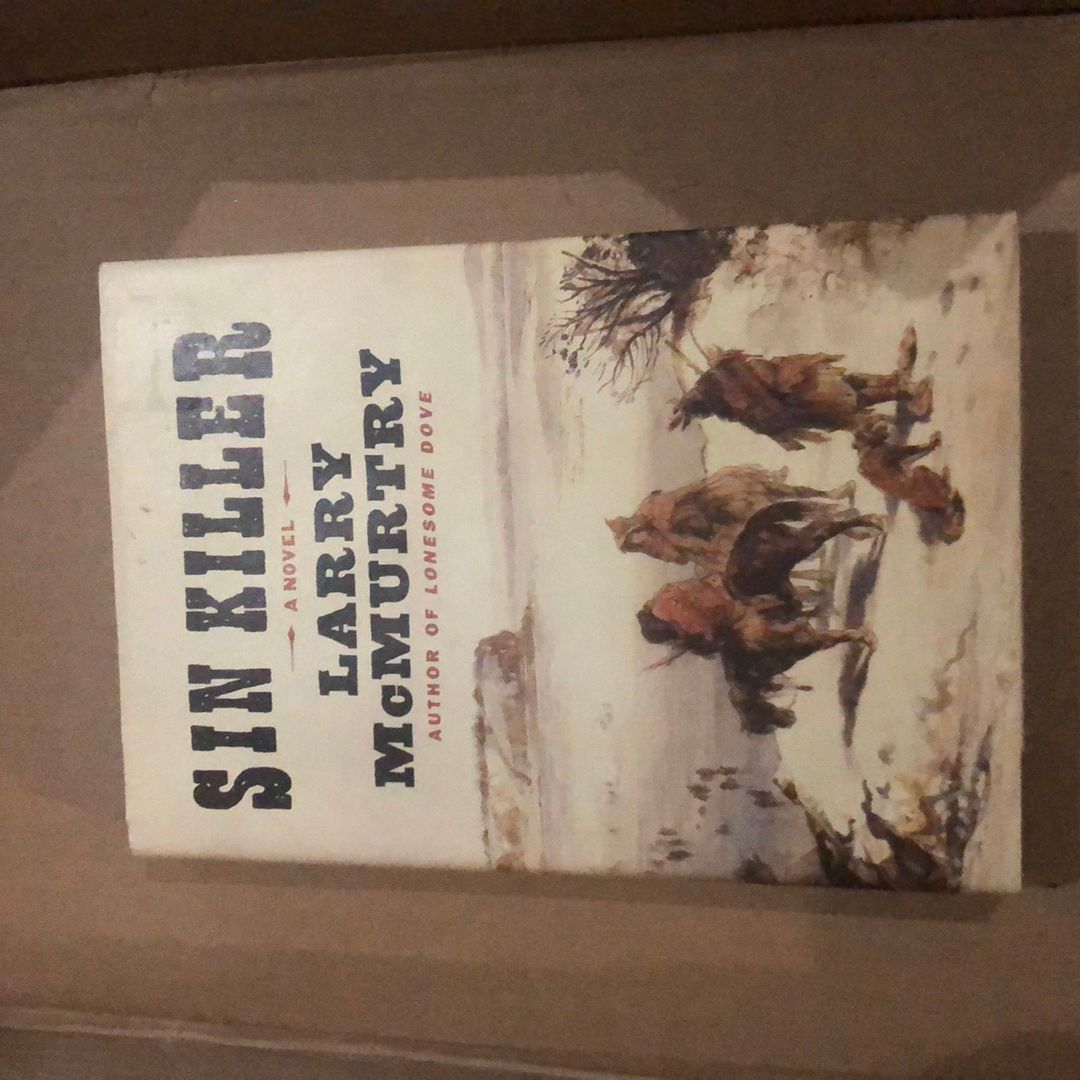 SIN KILLER
A NOVEL
LARRY
McMURTRY
AUTHOR OF LONESOME DOVE